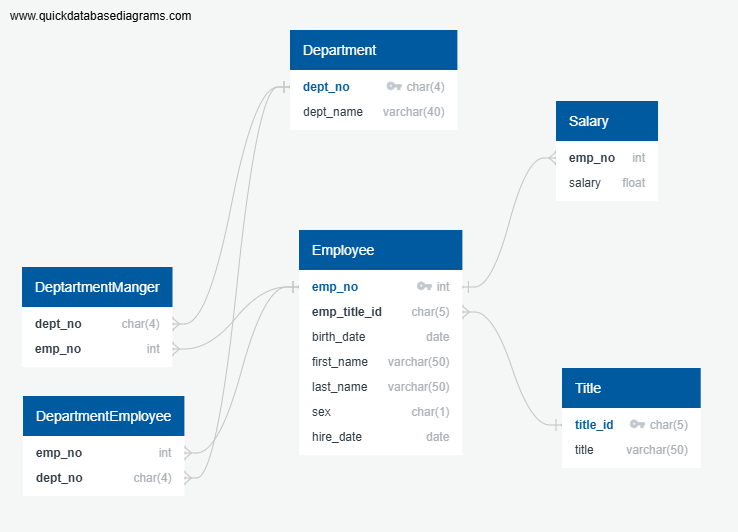 www.quickdatabasediagrams.com
Department
dept_no char(4)
dept_name varchar(40)
Salary
emp_no int
salary float
Employee
emp_no int
emp_title_id char(5)
birth_date date
first_name varchar(50)
last_name varchar(50)
sex char(1)
hire_date date
DeptartmentManger
dept_no char(4)
emp_no int
DepartmentEmployee
emp_no int
dept_no char(4)
Title
title_id char(5)
title varchar(50)